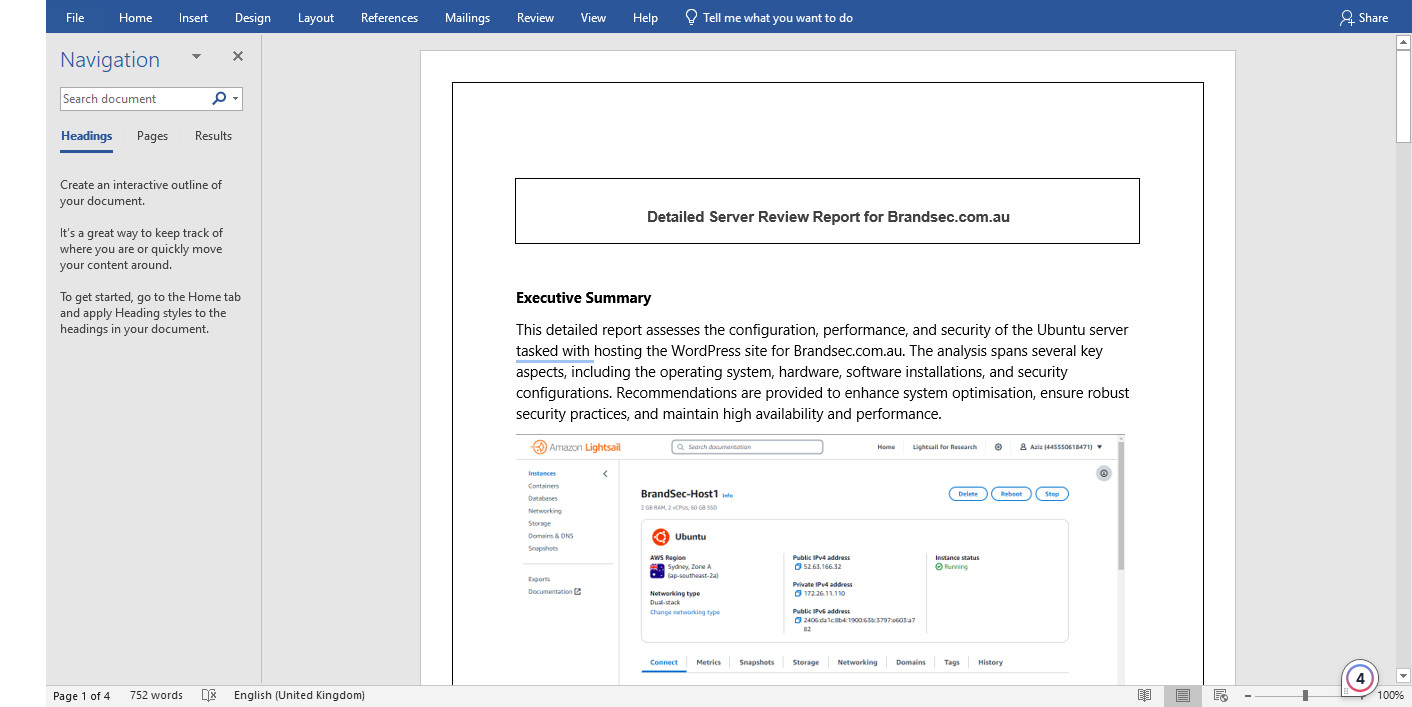 File Home Insert Design Layout References Mailings Review View Help Tell me what you want to do Share
Navigation
Search document
Headings Pages Results
Create an interactive outline of
your document.
It's a great way to keep track of
where you are or quickly move
your content around.
To get started, go to the Home tab
and apply Heading styles to the
headings in your document.
Detailed Server Review Report for Brandsec.com.au
Executive Summary
This detailed report assesses the configuration, performance, and security of the Ubuntu server
tasked with hosting the WordPress site for Brandsec.com.au. The analysis spans several key
aspects, including the operating system, hardware, software installations, and security
configurations. Recommendations are provided to enhance system optimisation, ensure robust
security practices, and maintain high availability and performance.
Amazon Lightsail Search documentation Home Lightsail for Research Aziz (445550618471)
Instances
Containers
Databases
Networking
Storage
Domains & DNS
Snapshots
Exports
Documentation
BrandSec-Host1 Info
2 GB RAM, 2 vCPUs, 60 GB SSD
Delete Reboot Stop
Ubuntu
AWS Region
Sydney, Zone A
(ap-southeast-2a)
Networking type
Dual-stack
Change networking type
Public IPv4 address
52.63.166.32
Private IPv4 address
172.26.11.110
Public IPv6 address
2406:da1c:8b4:1900:63b:3797:e603:a7
82
Instance status
Running
Connect Metrics Snapshots Storage Networking Domains Tags History
4
Page 1 of 4 752 words English (United Kingdom) 100%